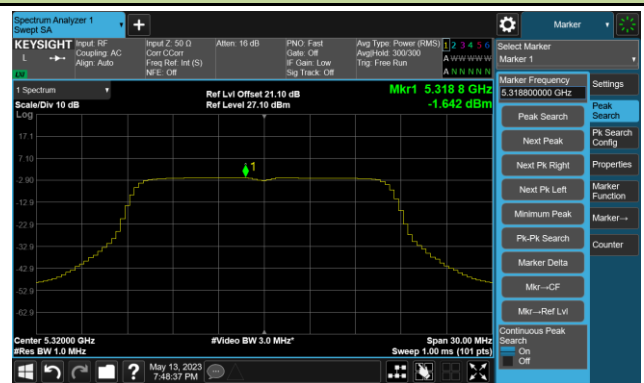 Spectrum Analyzer 1
Swept SA
+
Marker
KEYSIGHT
Input: RF
Coupling: AC
Align: Auto
Input Z: 50 Ω
Corr CCorr
Freq Ref: Int (S)
NFE: Off
Atten: 16 dB
PNO: Fast
Gate: Off
IF Gain: Low
Sig Track: Off
Avg Type: Power (RMS)
Avg|Hold: 300/300
Trig: Free Run
1 2 3 4 5 6
A W W W W W
A N N N N N
L
LW
Select Marker
Marker 1
1 Spectrum
Scale/Div 10 dB
Log
Ref Lvl Offset 21.10 dB
Ref Level 27.10 dBm
Mkr1 5.318 8 GHz
-1.642 dBm
17.1
7.10
-2.90
-12.9
-22.9
-32.9
-42.9
-52.9
-62.9
1
Center 5.32000 GHz
#Res BW 1.0 MHz
#Video BW 3.0 MHz*
Span 30.00 MHz
Sweep 1.00 ms (101 pts)
Marker Frequency
5.318800000 GHz
Peak Search
Next Peak
Next Pk Right
Next Pk Left
Minimum Peak
Pk-Pk Search
Marker Delta
Mkr→CF
Mkr→Ref Lvl
Continuous Peak
Search
On
Off
Settings
Peak
Search
Pk Search
Config
Properties
Marker
Function
Marker→
Counter
?
May 13, 2023
7:48:37 PM